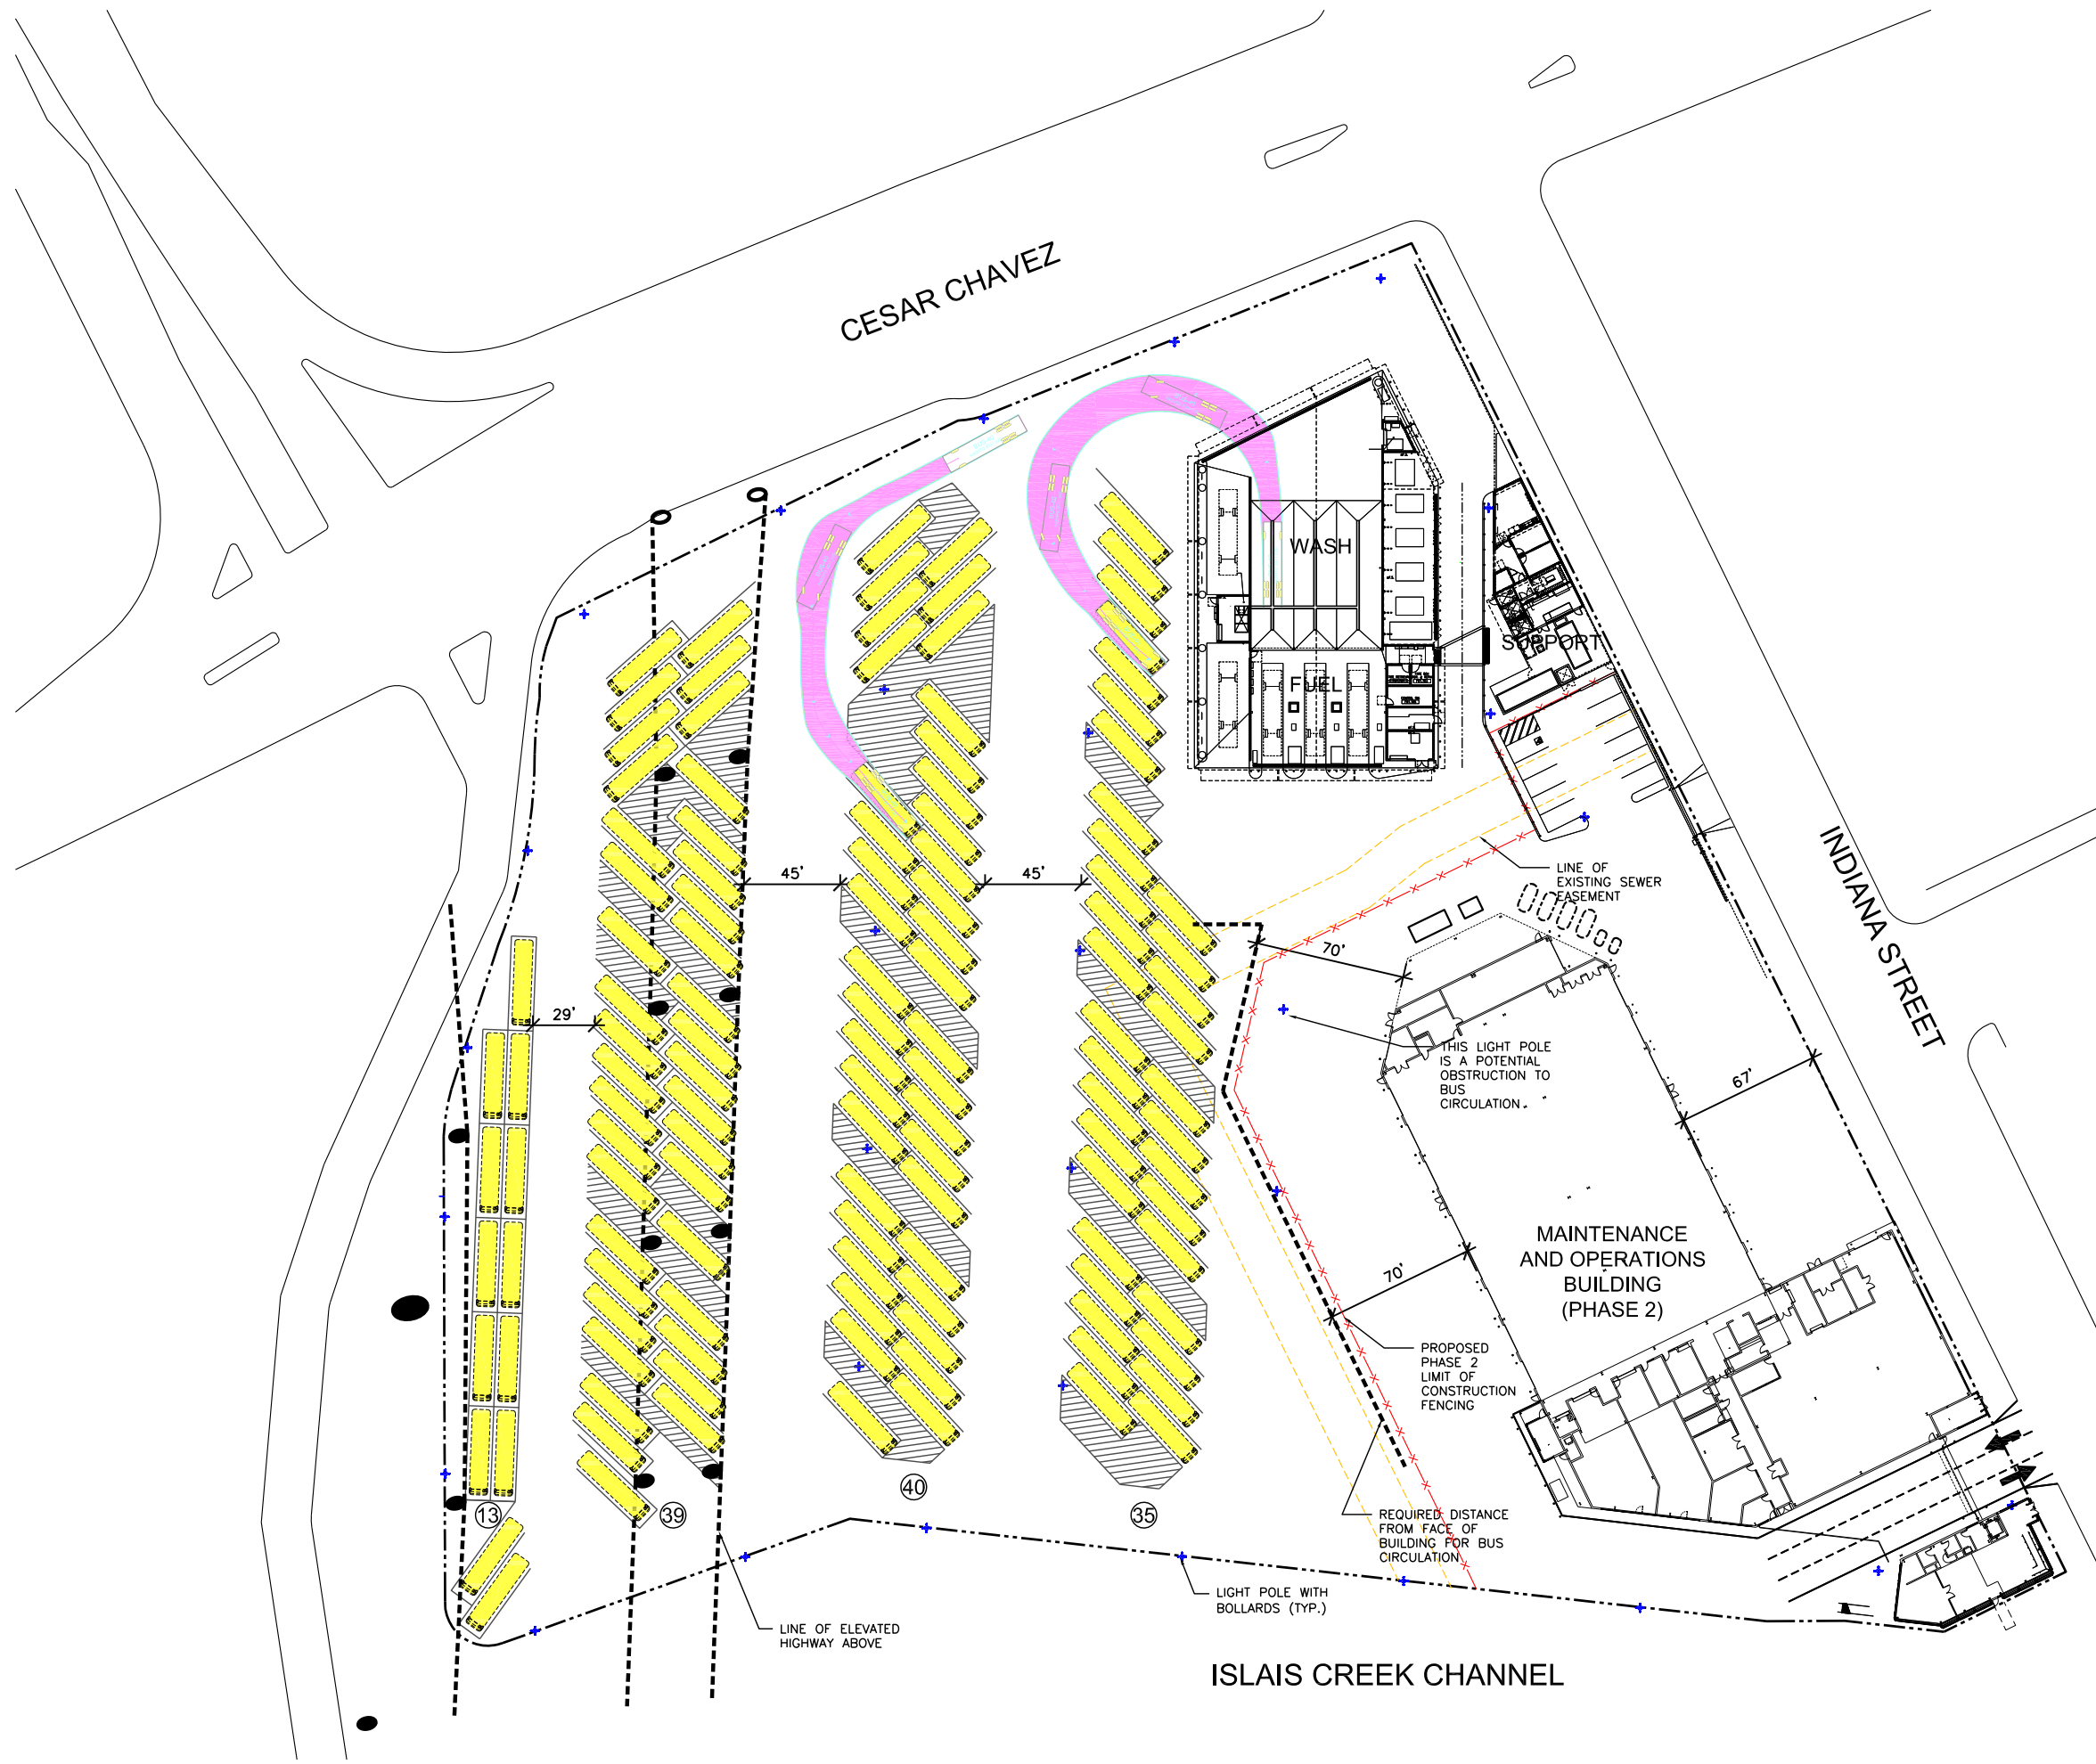 CESAR CHAVEZ
WASH
SUPPORT
FUEL
45'
45'
LINE OF
EXISTING SEWER
EASEMENT
INDIANA STREET
70'
29'
THIS LIGHT POLE
IS A POTENTIAL
OBSTRUCTION TO
BUS
CIRCULATION.
67'
MAINTENANCE
AND OPERATIONS
BUILDING
(PHASE 2)
70'
PROPOSED
PHASE 2
LIMIT OF
CONSTRUCTION
FENCING
40
13
39
35
REQUIRED DISTANCE
FROM FACE OF
BUILDING FOR BUS
CIRCULATION
LIGHT POLE WITH
BOLLARDS (TYP.)
LINE OF ELEVATED
HIGHWAY ABOVE
ISLAIS CREEK CHANNEL